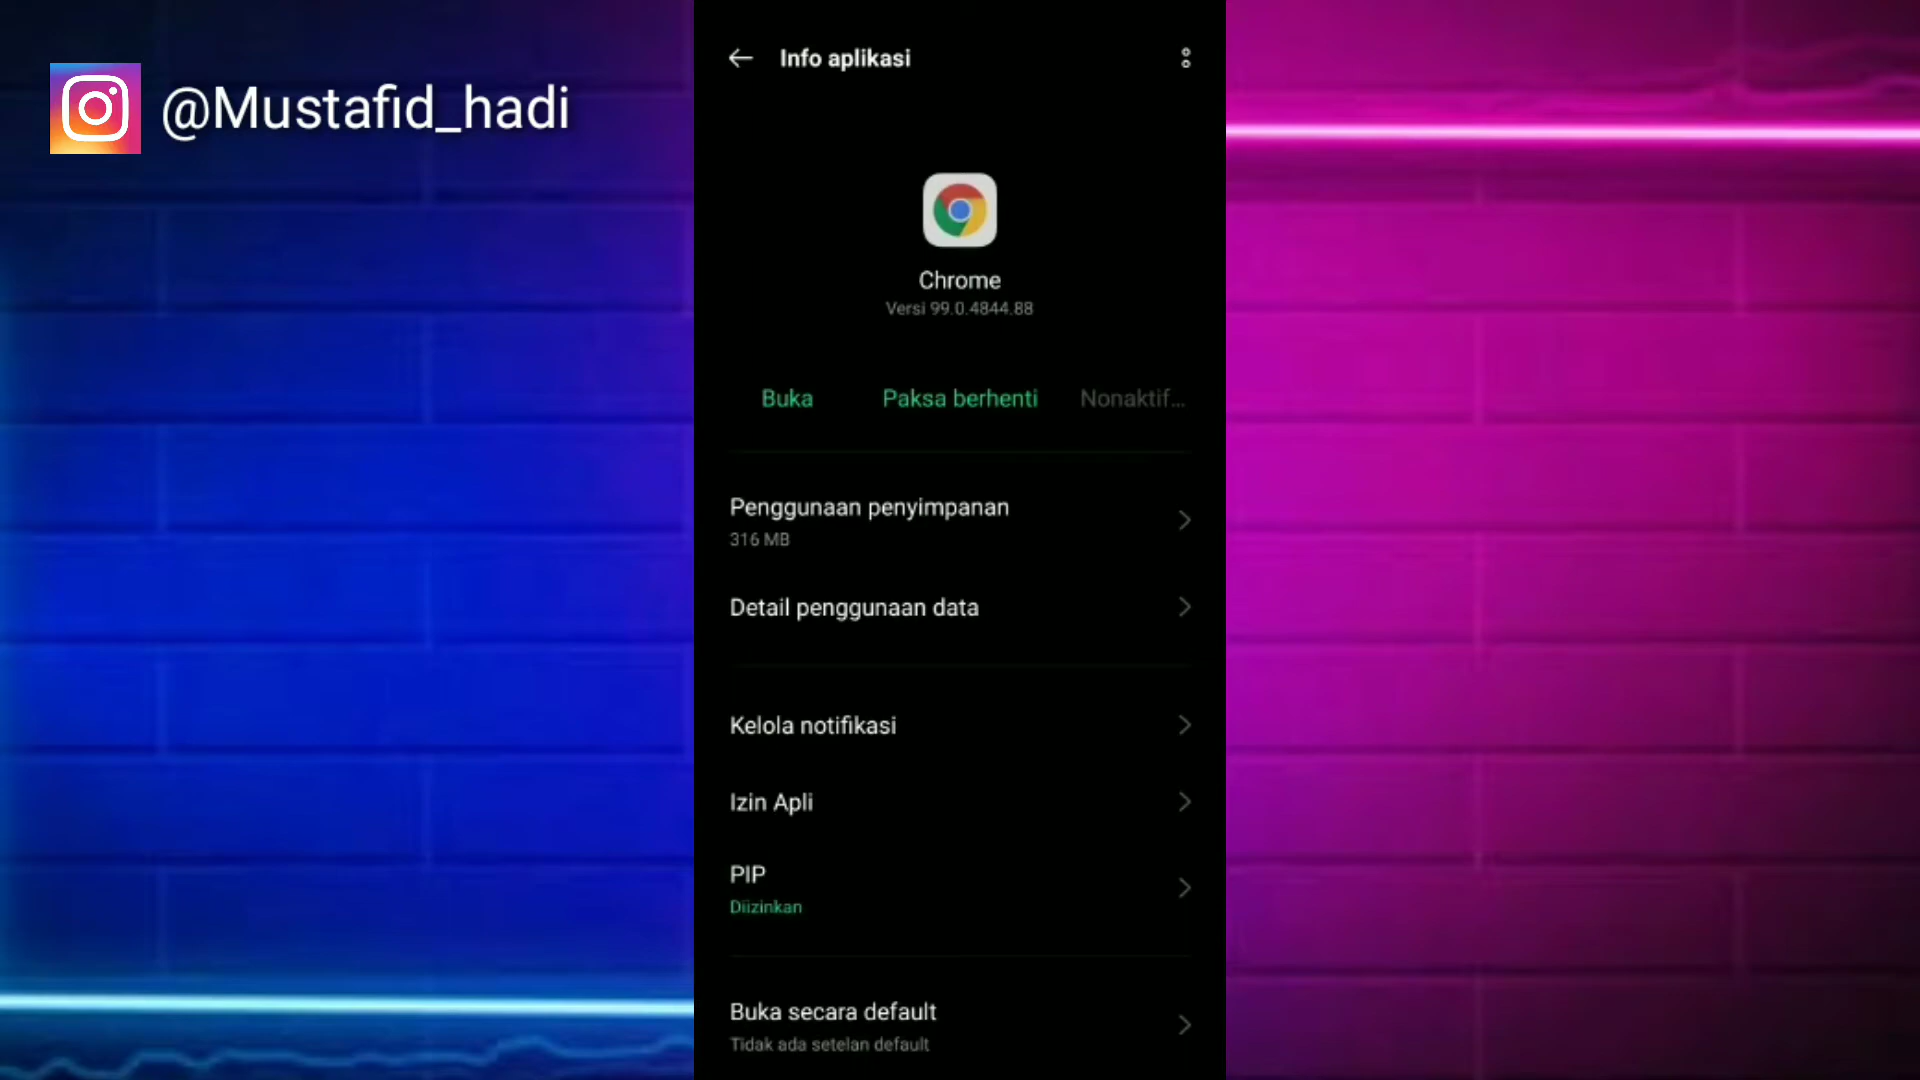 @Mustafid_hadi
Info aplikasi
Chrome
Versi 99.0.4844.88
Buka
Paksa berhenti
Nonaktif...
Penggunaan penyimpanan
316 MB
Detail penggunaan data
Kelola notifikasi
Izin Apli
PIP
Diizinkan
Buka secara default
Tidak ada setelan default